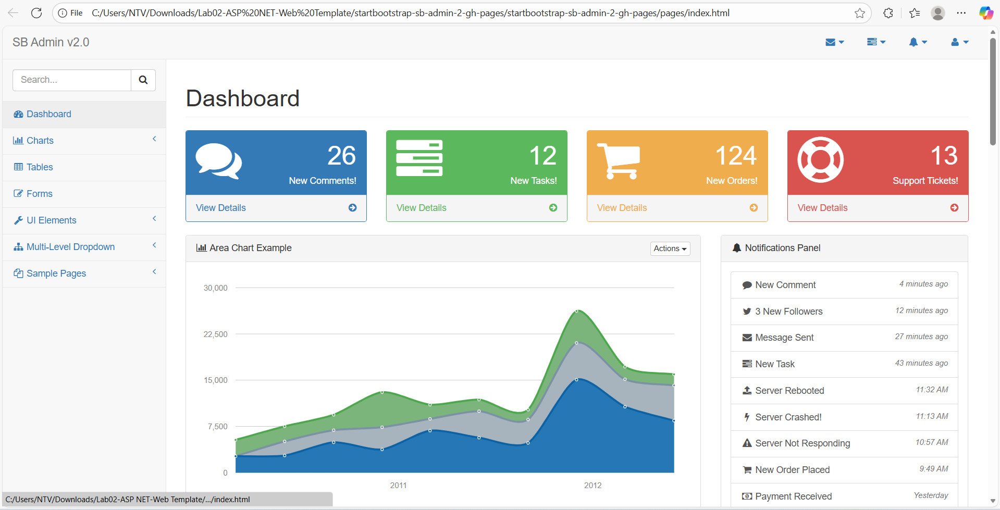 File C:/Users/NTV/Downloads/Lab02-ASP%20NET-Web%20Template/startbootstrap-sb-admin-2-gh-pages/startbootstrap-sb-admin-2-gh-pages/pages/index.html
SB Admin v2.0
Search...
Dashboard
Charts
Tables
Forms
UI Elements
Multi-Level Dropdown
Sample Pages
Dashboard
26
New Comments!
View Details
12
New Tasks!
View Details
124
New Orders!
View Details
13
Support Tickets!
View Details
Area Chart Example
Actions
30,000
22,500
15,000
7,500
0
2011
2012
Notifications Panel
New Comment 4 minutes ago
3 New Followers 12 minutes ago
Message Sent 27 minutes ago
New Task 43 minutes ago
Server Rebooted 11:32 AM
Server Crashed! 11:13 AM
Server Not Responding 10:57 AM
New Order Placed 9:49 AM
Payment Received Yesterday
C:/Users/NTV/Downloads/Lab02-ASP NET-Web Template/.../index.html